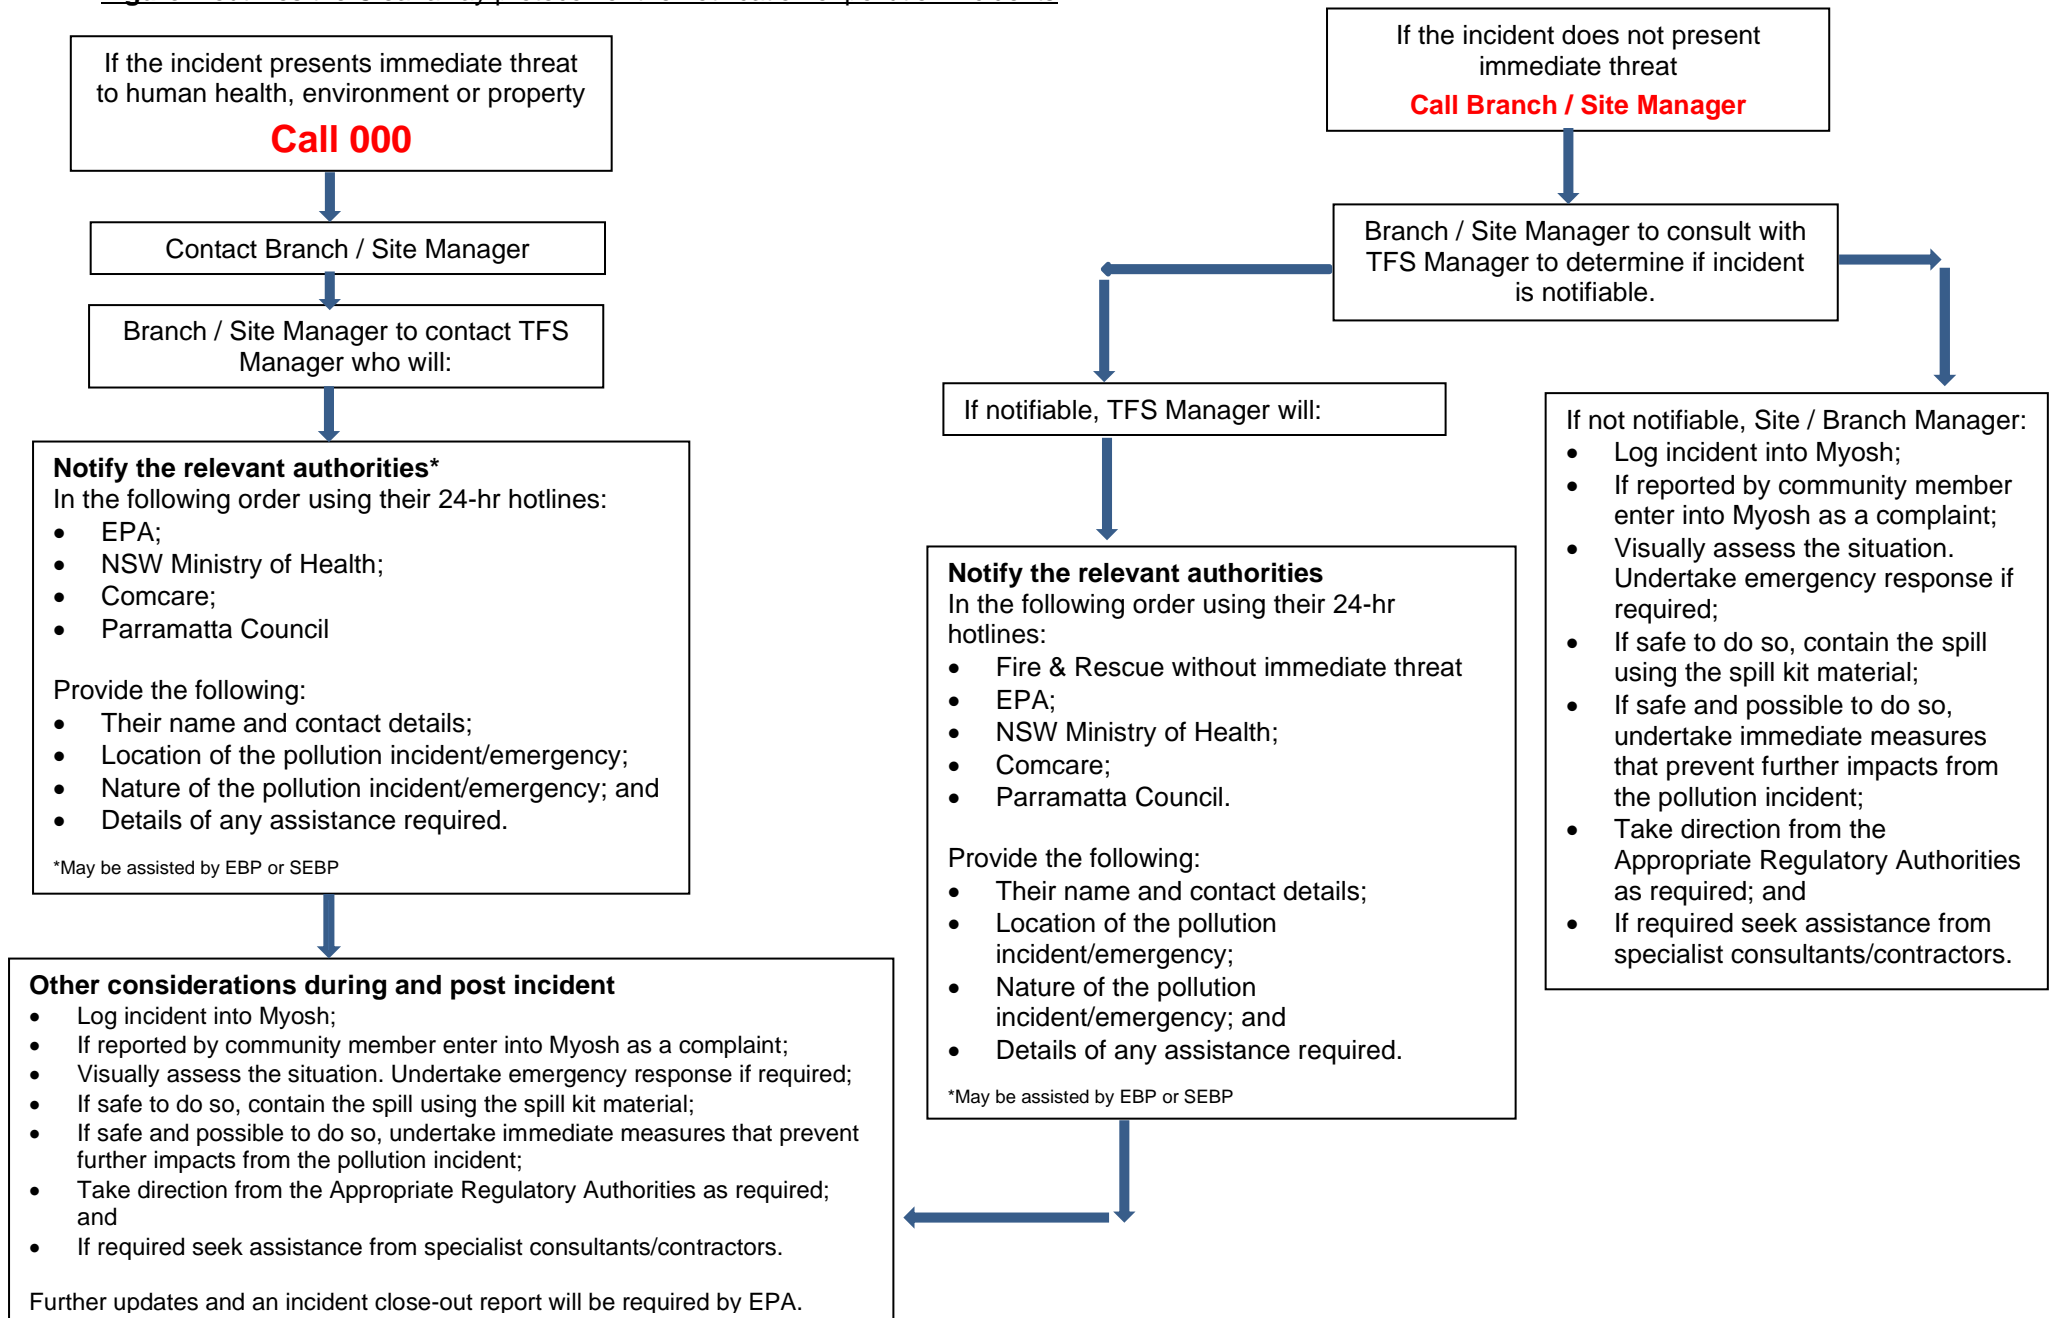 If the incident presents immediate threat
to human health, environment or property
Call 000
Contact Branch / Site Manager
Branch / Site Manager to contact TFS
Manager who will:
Notify the relevant authorities*
In the following order using their 24-hr hotlines:
• EPA;
• NSW Ministry of Health;
• Comcare;
• Parramatta Council
Provide the following:
• Their name and contact details;
• Location of the pollution incident/emergency;
• Nature of the pollution incident/emergency; and
• Details of any assistance required.
*May be assisted by EBP or SEBP
Other considerations during and post incident
• Log incident into Myosh;
• If reported by community member enter into Myosh as a complaint;
• Visually assess the situation. Undertake emergency response if required;
• If safe to do so, contain the spill using the spill kit material;
• If safe and possible to do so, undertake immediate measures that prevent
further impacts from the pollution incident;
• Take direction from the Appropriate Regulatory Authorities as required;
and
• If required seek assistance from specialist consultants/contractors.
Further updates and an incident close-out report will be required by EPA.
If the incident does not present
immediate threat
Call Branch / Site Manager
Branch / Site Manager to consult with
TFS Manager to determine if incident
is notifiable.
If notifiable, TFS Manager will:
Notify the relevant authorities
In the following order using their 24-hr
hotlines:
• Fire & Rescue without immediate threat
• EPA;
• NSW Ministry of Health;
• Comcare;
• Parramatta Council.
Provide the following:
• Their name and contact details;
• Location of the pollution
incident/emergency;
• Nature of the pollution
incident/emergency; and
• Details of any assistance required.
*May be assisted by EBP or SEBP
If not notifiable, Site / Branch Manager:
• Log incident into Myosh;
• If reported by community member
enter into Myosh as a complaint;
• Visually assess the situation.
Undertake emergency response if
required;
• If safe to do so, contain the spill
using the spill kit material;
• If safe and possible to do so,
undertake immediate measures
that prevent further impacts from
the pollution incident;
• Take direction from the
Appropriate Regulatory Authorities
as required; and
• If required seek assistance from
specialist consultants/contractors.